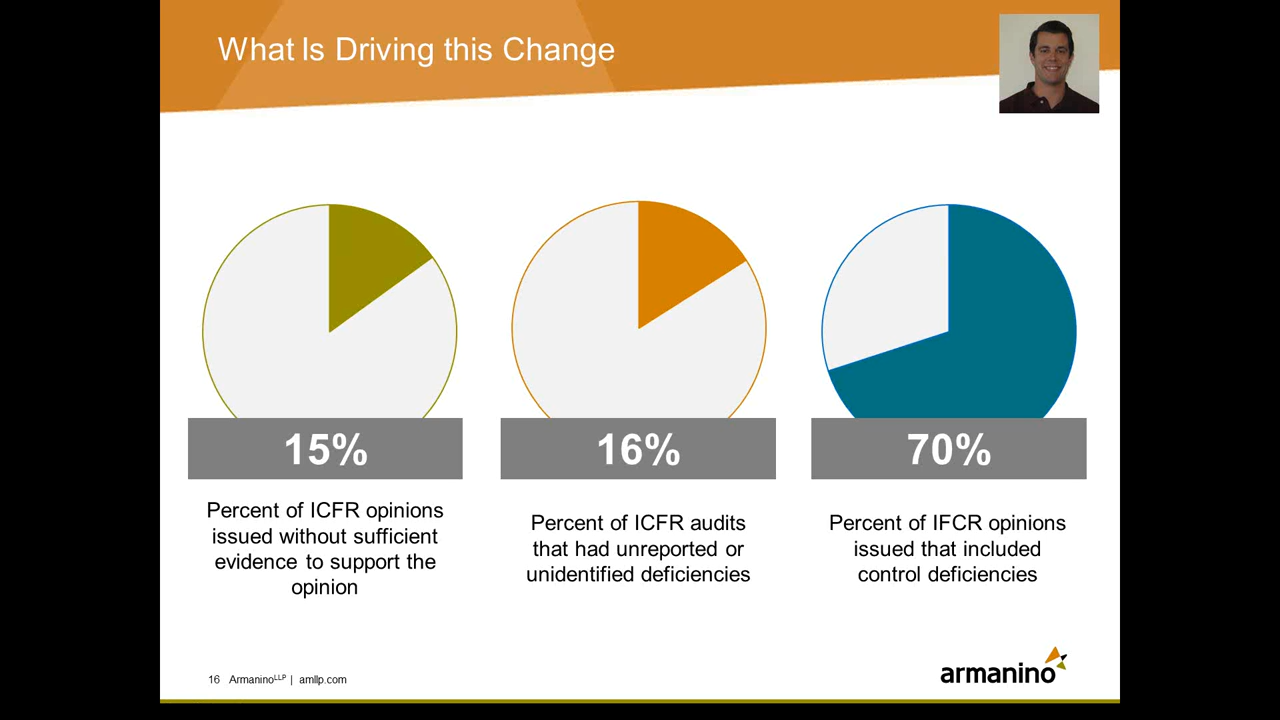 What Is Driving this Change
15%
Percent of ICFR opinions
issued without sufficient
evidence to support the
opinion
16%
Percent of ICFR audits
that had unreported or
unidentified deficiencies
70%
Percent of IFCR opinions
issued that included
control deficiencies
16 Armanino LLP | amllp.com
armanino